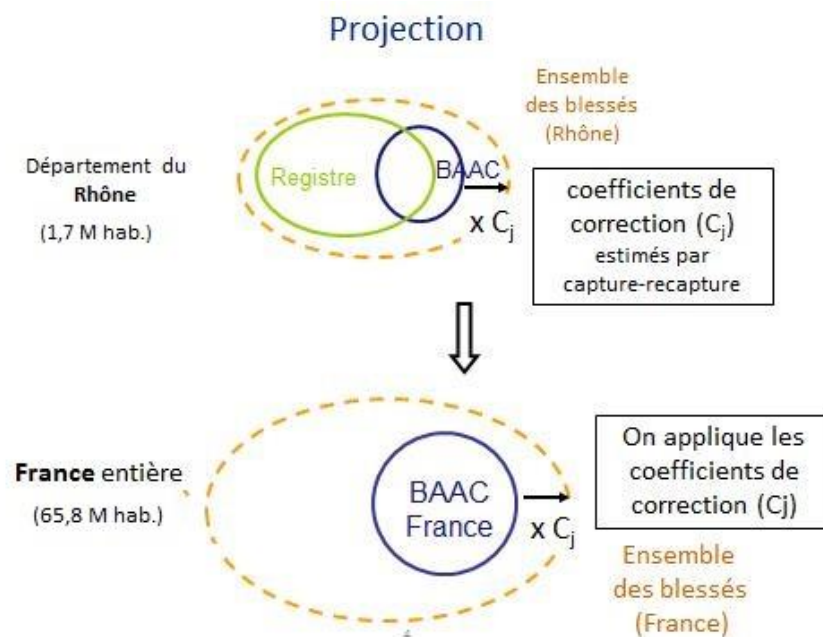 Projection
Ensemble
des blessés
(Rhône)
Département du
Rhône
(1,7 M hab.)
Registre
BAAC
x Cj
coefficients de
correction (Cj)
estimés par
capture-recapture
France entière
(65,8 M hab.)
BAAC
France
x Cj
On applique les
coefficients de
correction (Cj)
Ensemble
des blessés
(France)